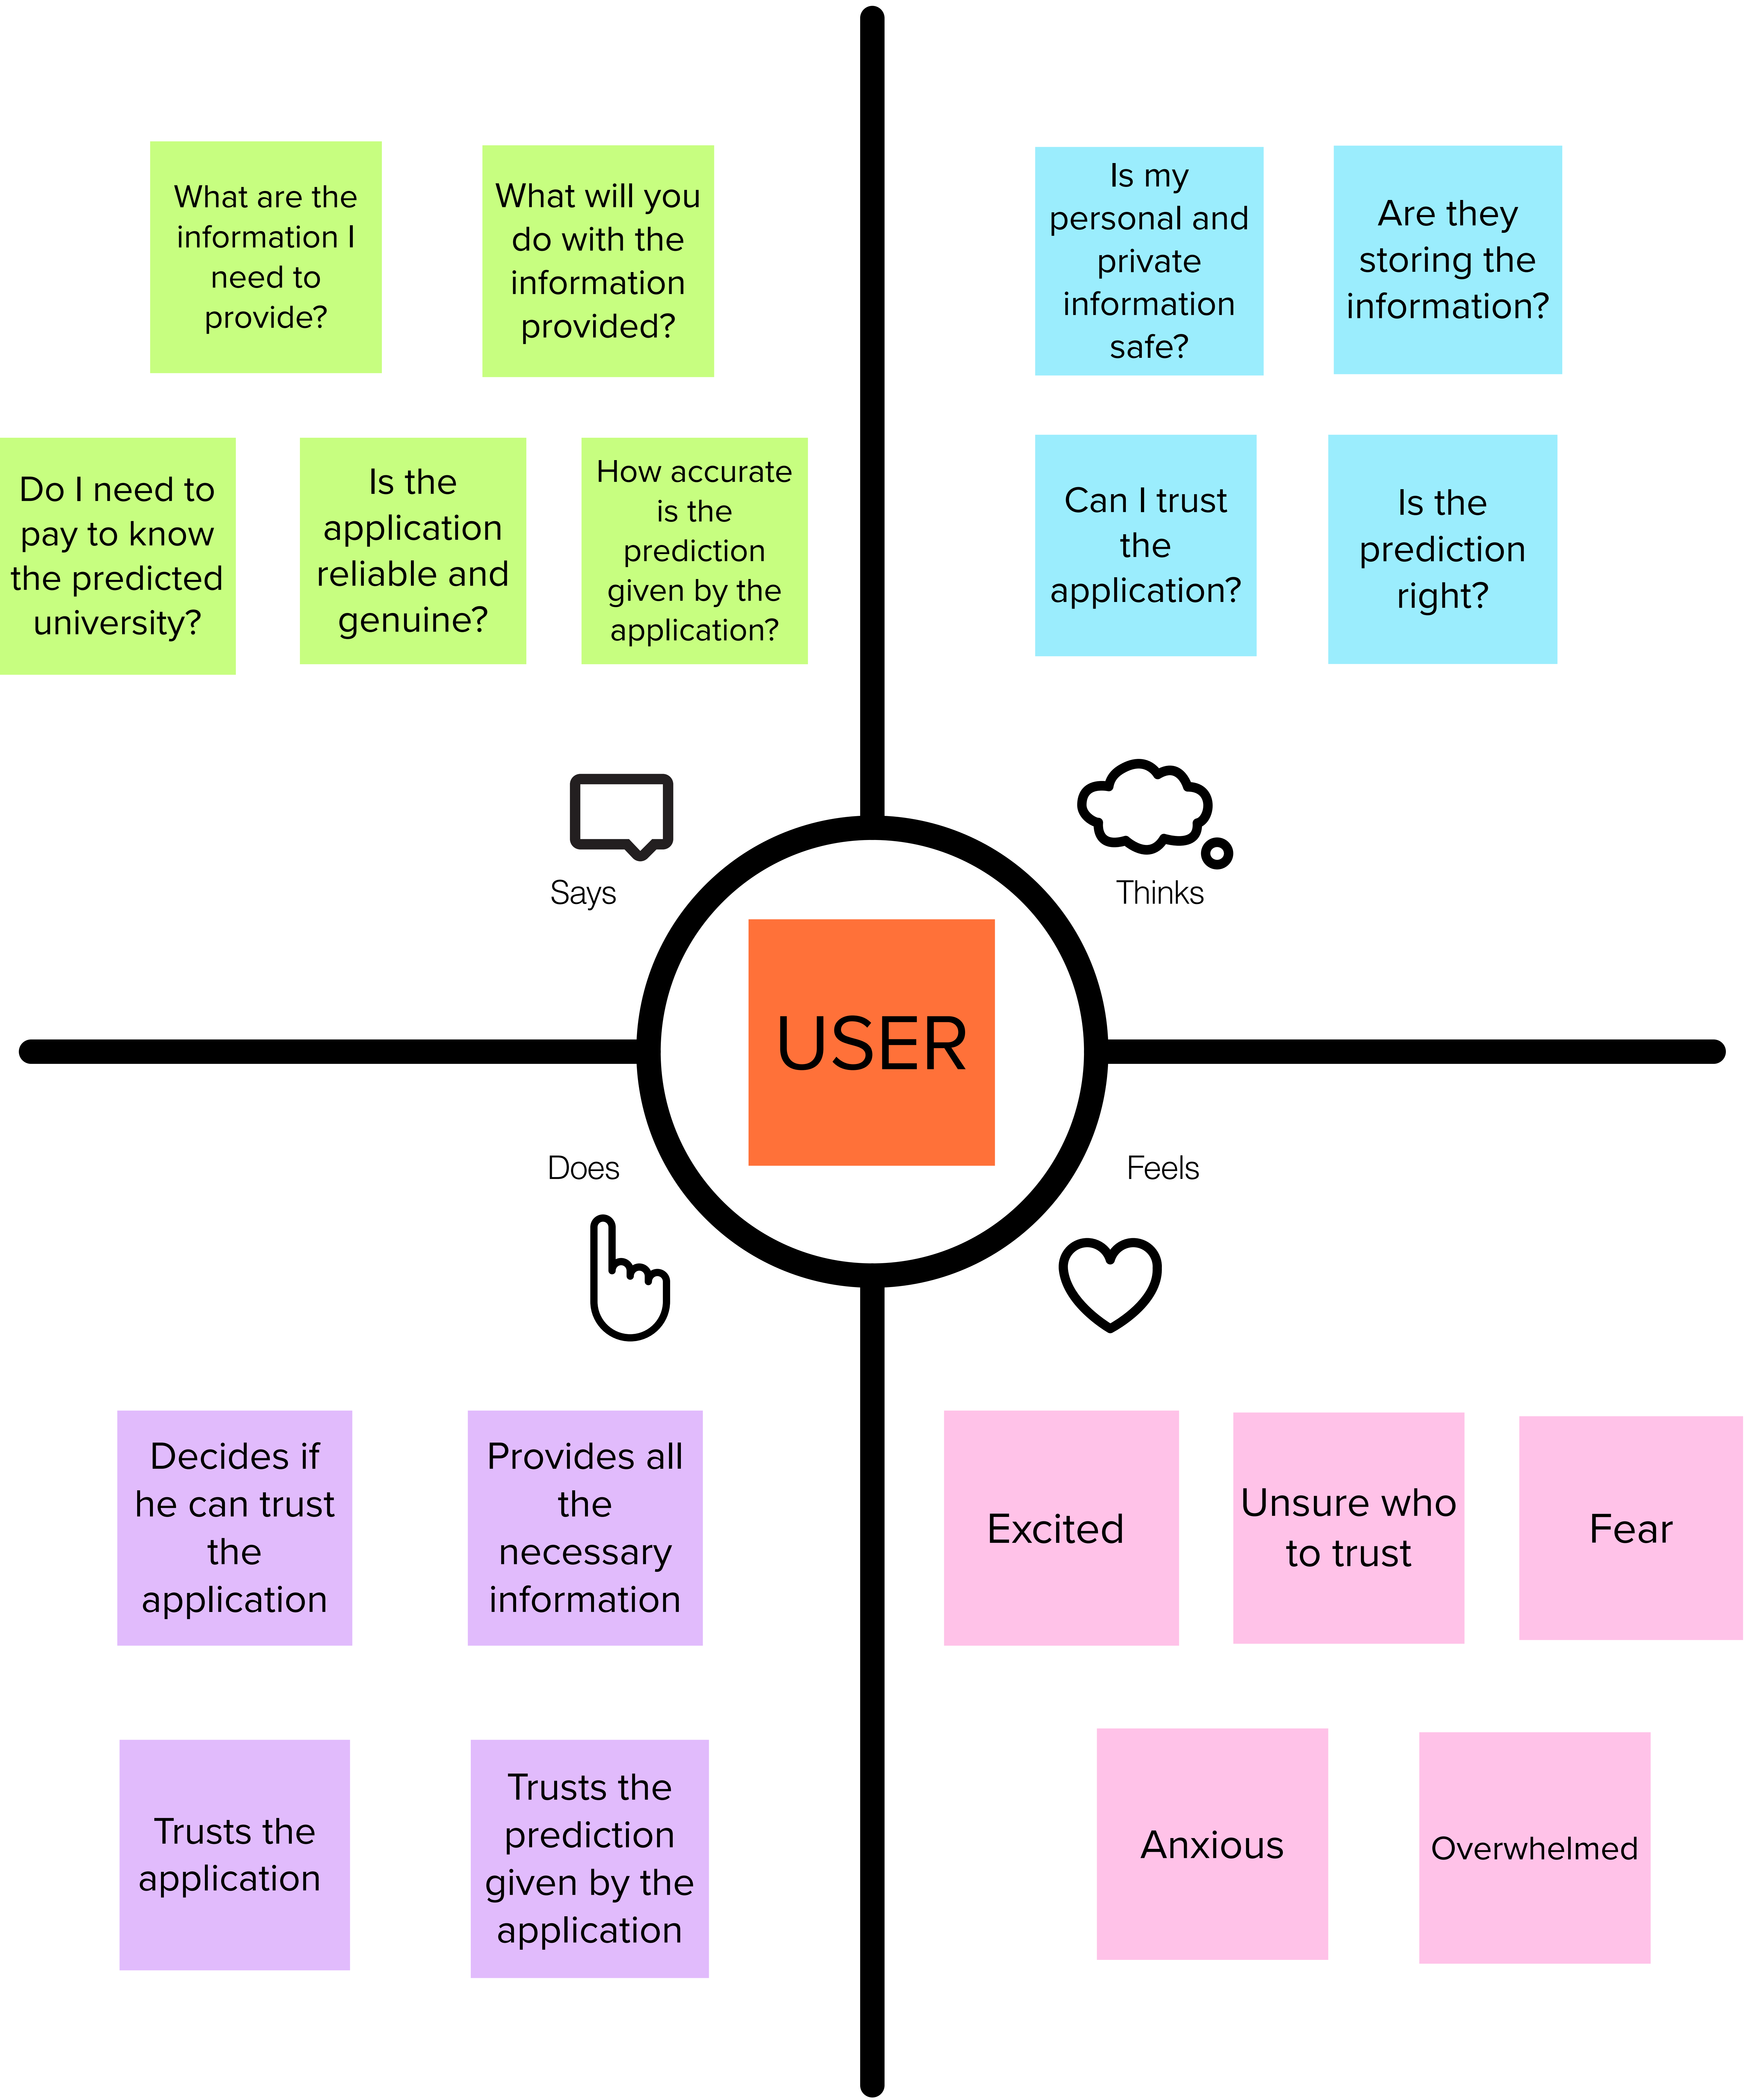 What are the
information I
need to
provide?
What will you
do with the
information
provided?
Do I need to
pay to know
the predicted
university?
Is the
application
reliable and
genuine?
How accurate
is the
prediction
given by the
application?
Says
Is my
personal and
private
information
safe?
Are they
storing the
information?
Can I trust
the
application?
Is the
prediction
right?
Thinks
USER
Does
Decides if
he can trust
the
application
Provides all
the
necessary
information
Trusts the
application
Trusts the
prediction
given by the
application
Feels
Excited
Unsure who
to trust
Fear
Anxious
Overwhelmed